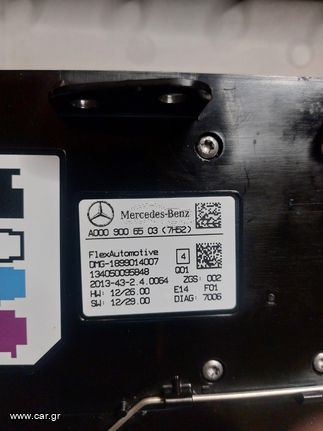 Mercedes-Benz
A000 900 65 03 (7H52)
FlexAutomotive
DMG-1899014007
134050095848
2013-43-2.4.0064
HW: 12/26.00
SW: 12/29.00
4
Q01
ZGS: 002
E14 F01
DIAG: 7006
www.car.gr